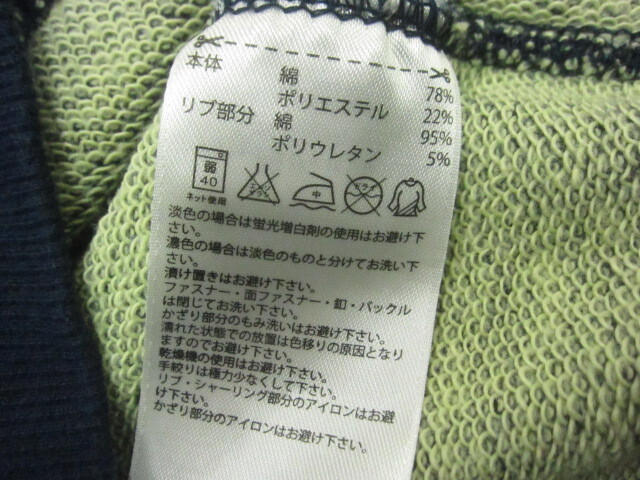 本体 綿 78%
ポリエステル 22%
リブ部分 綿 95%
ポリウレタン 5%
弱
40
中
ネット使用
淡色の場合は蛍光増白剤の使用はお避け下
さい。
濃色の場合は淡色のものと分けてお洗い下
さい。
漬け置きはお避け下さい。
ファスナー・面ファスナー・釦・バックル
は閉じてお洗い下さい。
かざり部分のもみ洗いはお避け下さい。
濡れた状態での放置は色移りの原因となり
ますのでお避け下さい。
乾燥機の使用はお避け下さい。
手絞りは極力少なくして下さい。
リブ・シャーリング部分のアイロンはお避
け下さい。
かざり部分のアイロンはお避け下さい。